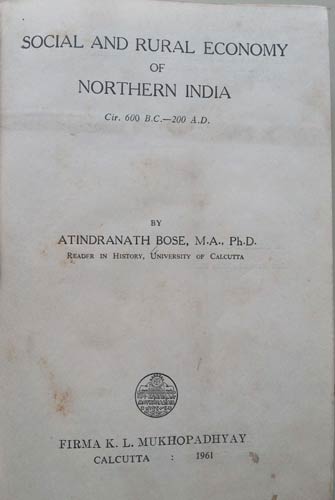 SOCIAL AND RURAL ECONOMY
OF
NORTHERN INDIA
Cir. 600 B.C.—200 A.D.
BY
ATINDRANATH BOSE, M.A., Ph.D.
READER IN HISTORY, UNIVERSITY OF CALCUTTA
FIRMA K. L. MUKHOPADHYAY
CALCUTTA : 1961